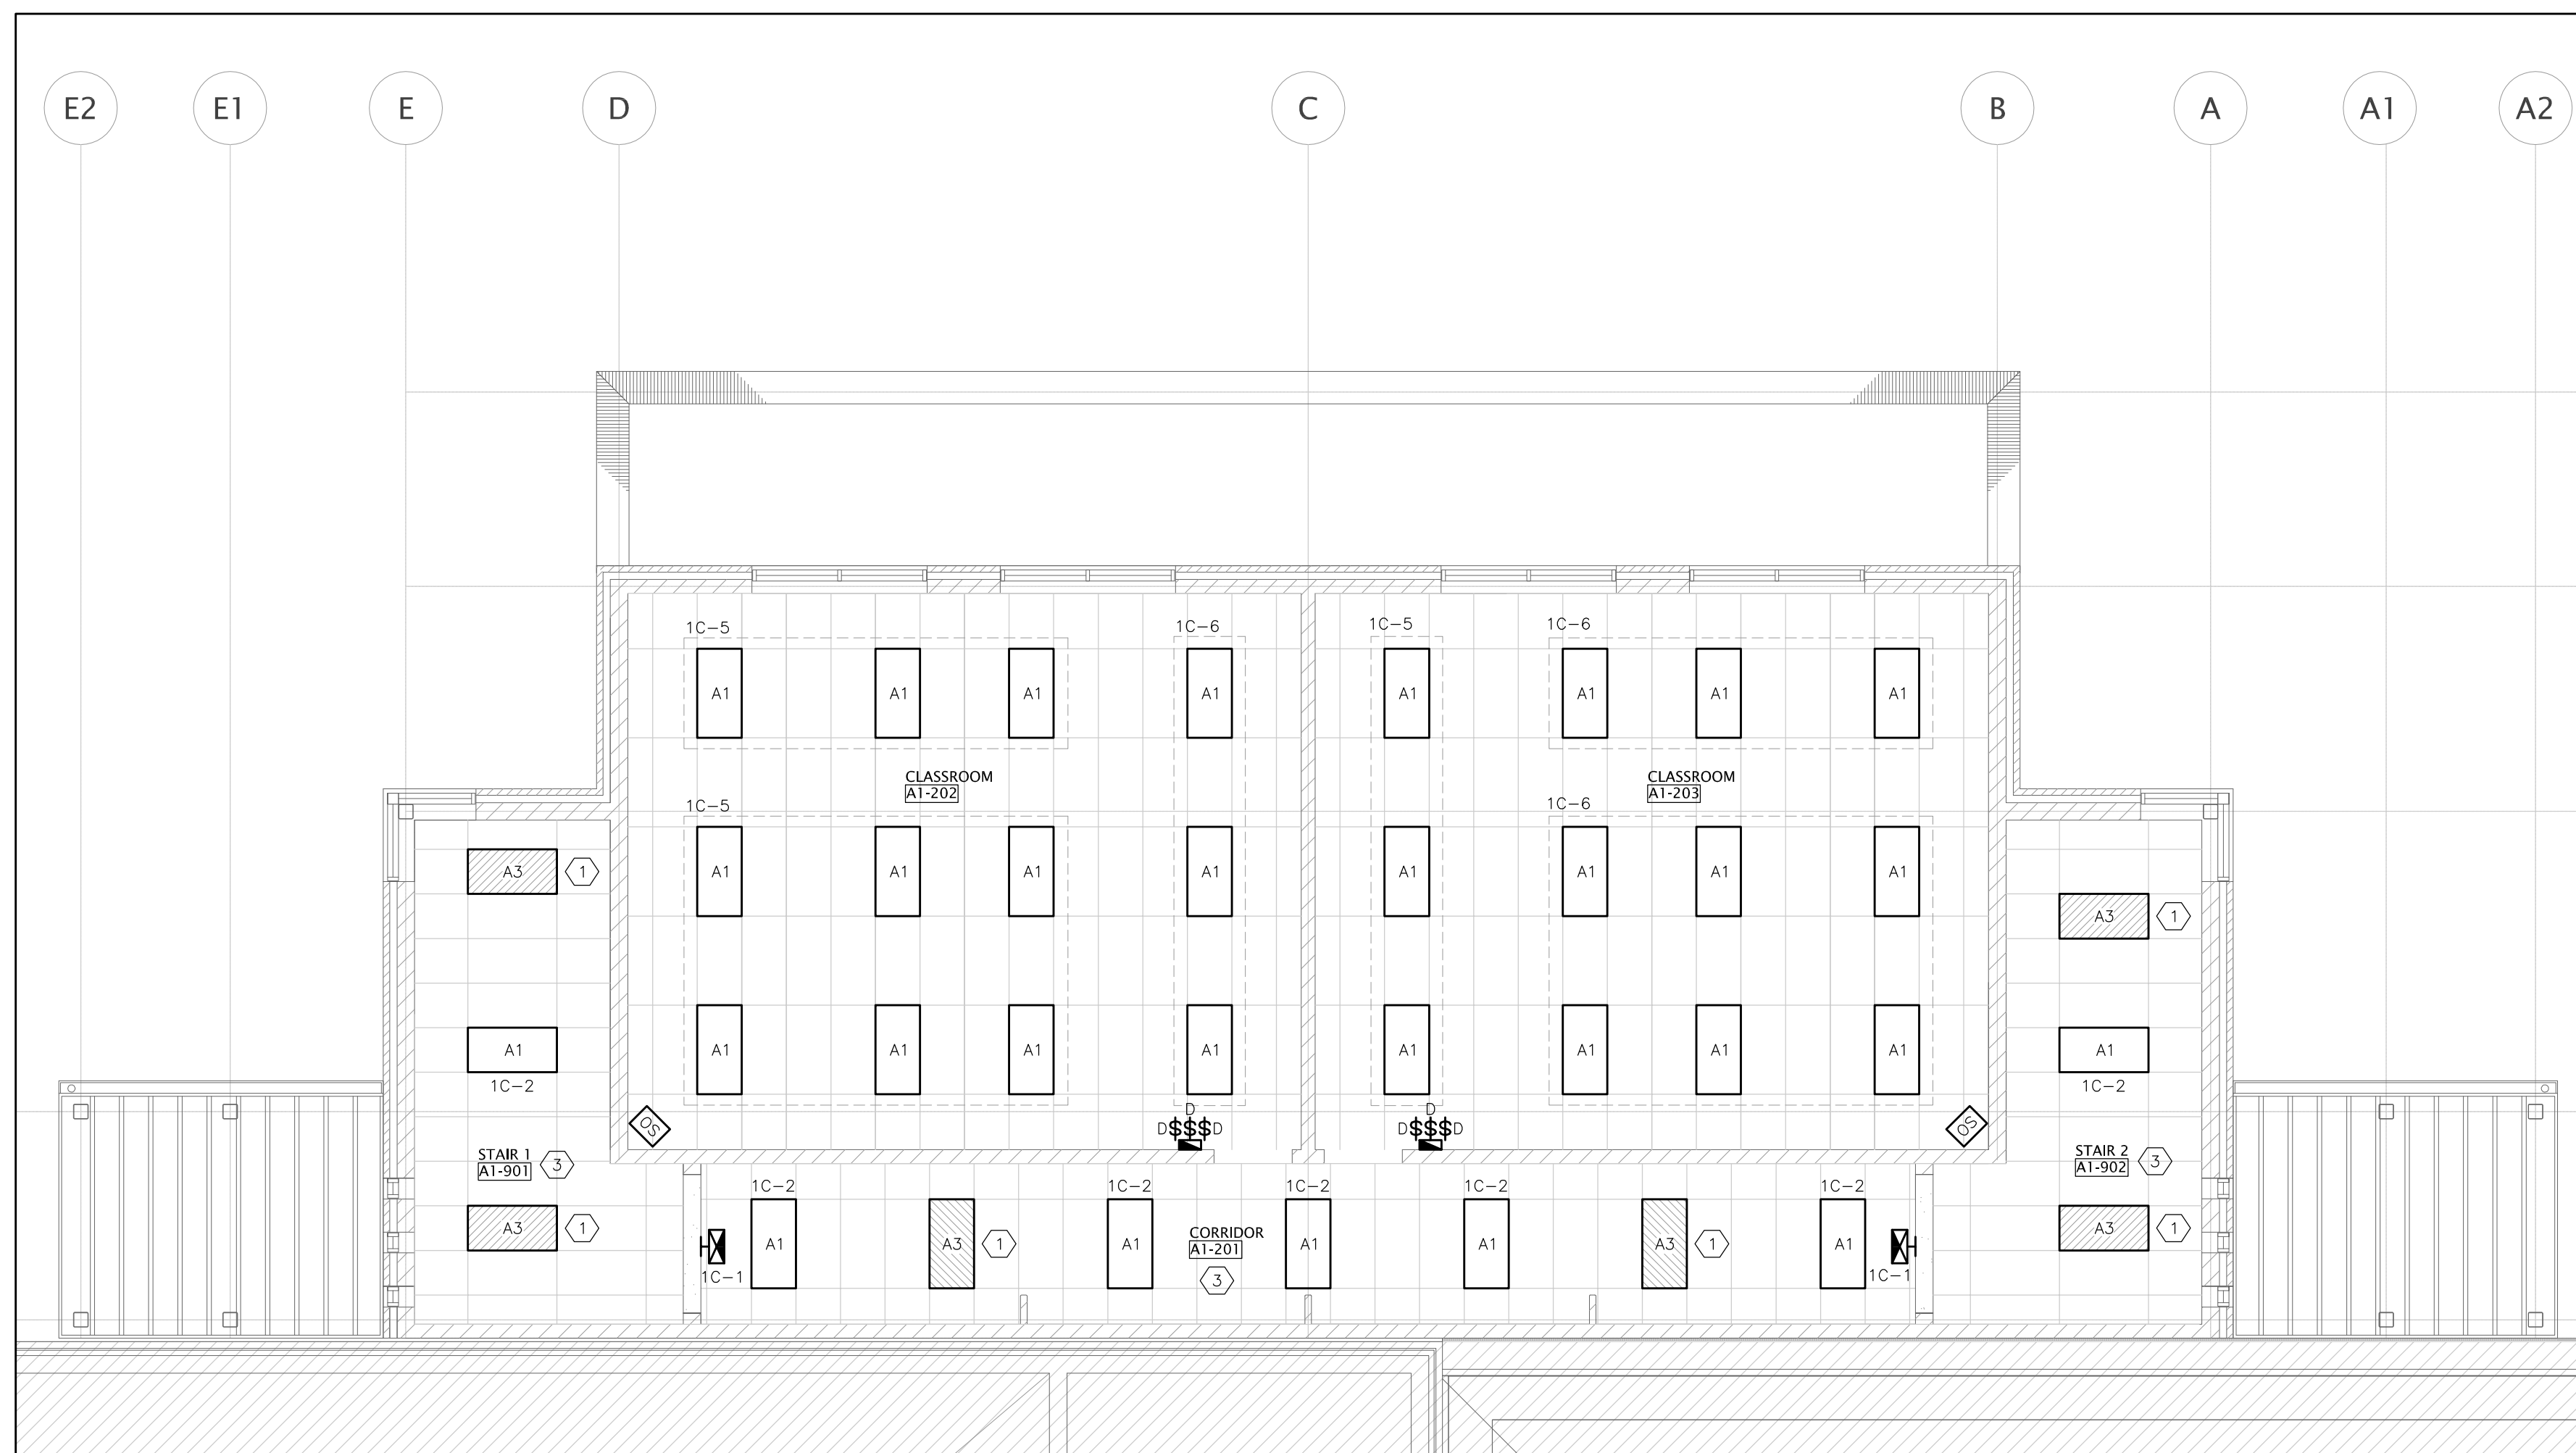 E2 E1 E D C B A A1 A2
1C-5 1C-6 1C-5 1C-6
A1 A1 A1 A1 A1 A1 A1 A1
CLASSROOM CLASSROOM
A1-202 A1-203
1C-5 1C-6
A3 1 A1 A1 A1 A1 A1 A1 A1 A1
A3 1
A1 A1 A1 A1 A1 A1 A1 A1 A1 A1
1C-2 1C-2
D D
OS D$$$D D$$$D OS
STAIR 1 STAIR 2
A1-901 3 A1-902 3
1C-2 1C-2 1C-2 1C-2 1C-2
A3 1 A3 1
CORRIDOR
A1-201
A1 A3 1 A1 A1 A1 A3 1 A1
1C-1 3 1C-1